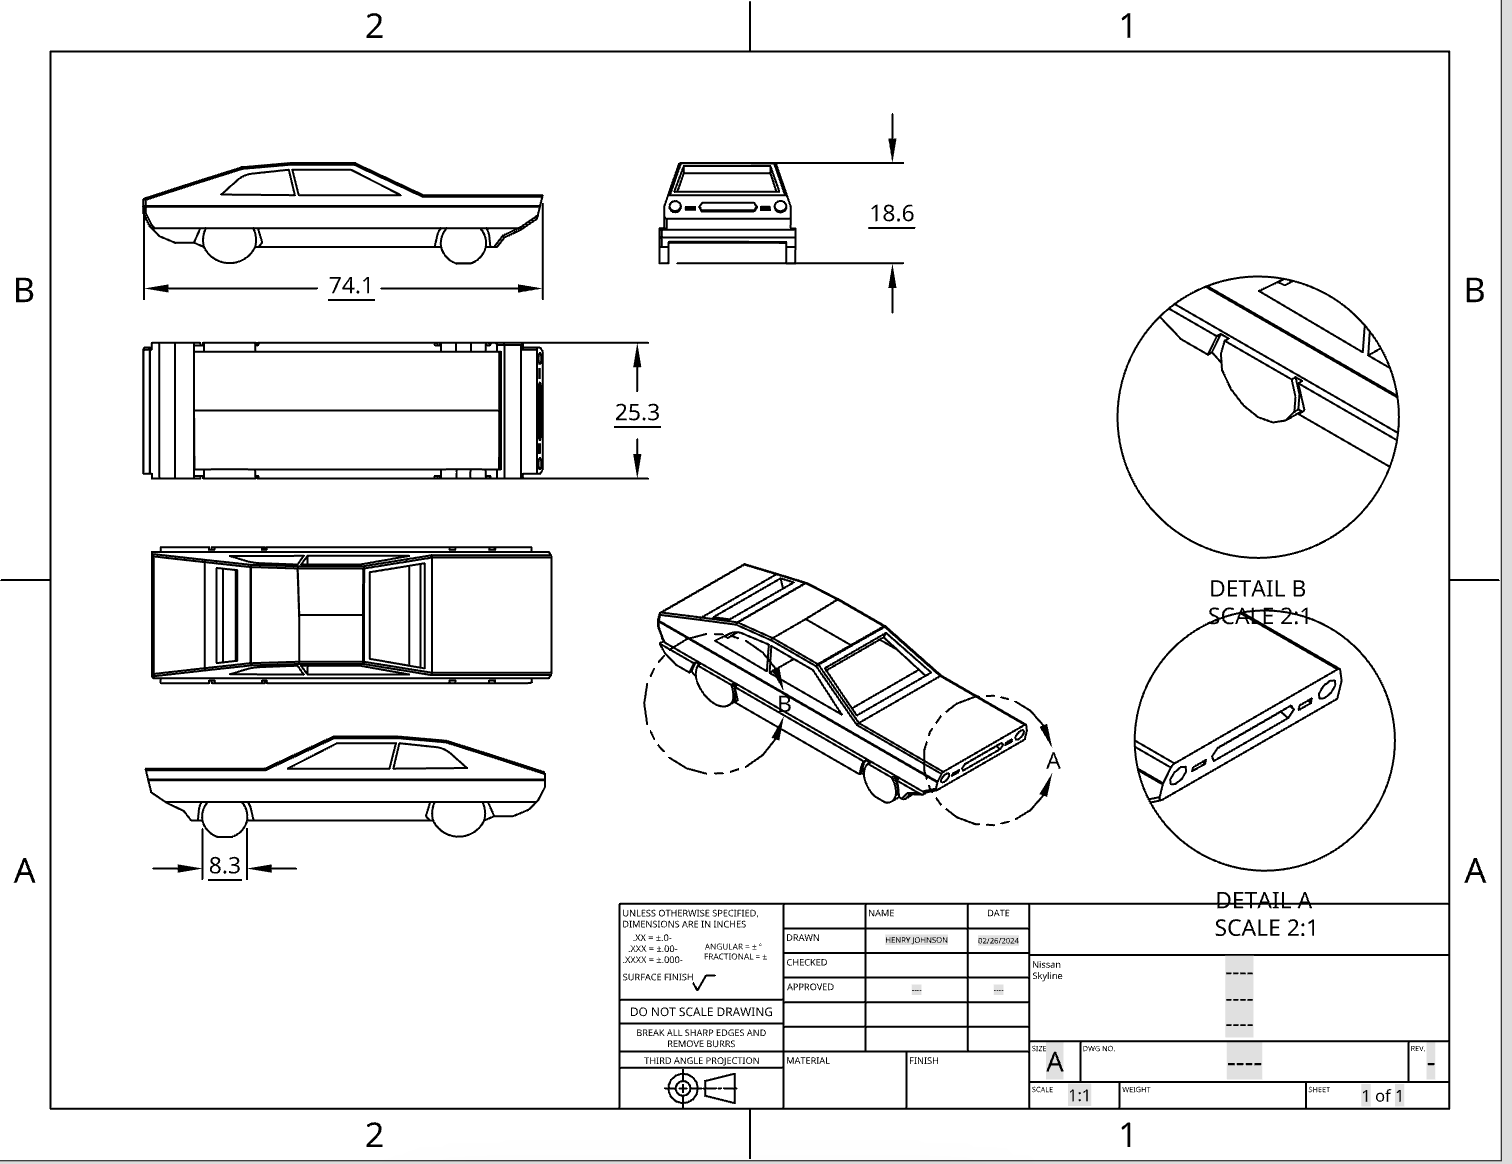 2
1
B
B
74.1
18.6
25.3
DETAIL B
SCALE 2:1
B
A
A
A
8.3
DETAIL A
SCALE 2:1
UNLESS OTHERWISE SPECIFIED,
DIMENSIONS ARE IN INCHES
.XX = ±.0-
.XXX = ±.00-
.XXXX = ±.000-
ANGULAR = ± °
FRACTIONAL = ±
SURFACE FINISH
DO NOT SCALE DRAWING
BREAK ALL SHARP EDGES AND
REMOVE BURRS
THIRD ANGLE PROJECTION
NAME
DATE
DRAWN
HENRY JOHNSON
02/26/2024
CHECKED
APPROVED
---
---
MATERIAL
FINISH
Nissan
Skyline
----
----
----
SIZE
A
DWG NO.
----
REV.
-
SCALE
1:1
WEIGHT
SHEET
1 of 1
2
1